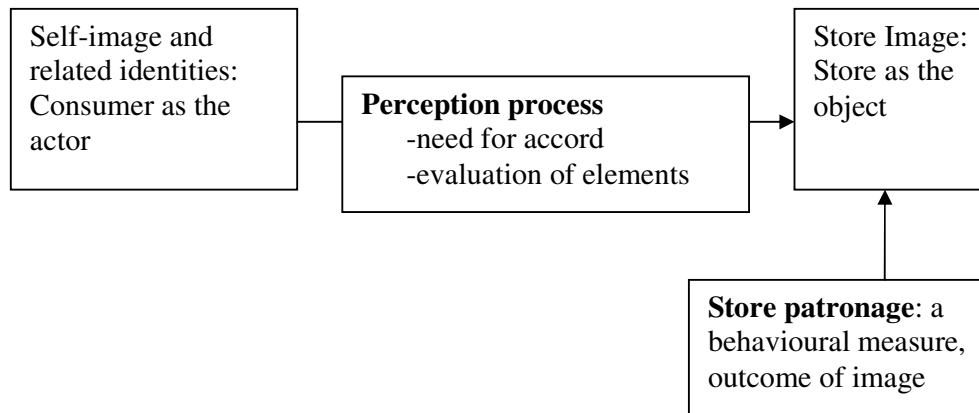 Self-image and
related identities:
Consumer as the
actor
Perception process
-need for accord
-evaluation of elements
Store Image:
Store as the
object
Store patronage: a
behavioural measure,
outcome of image